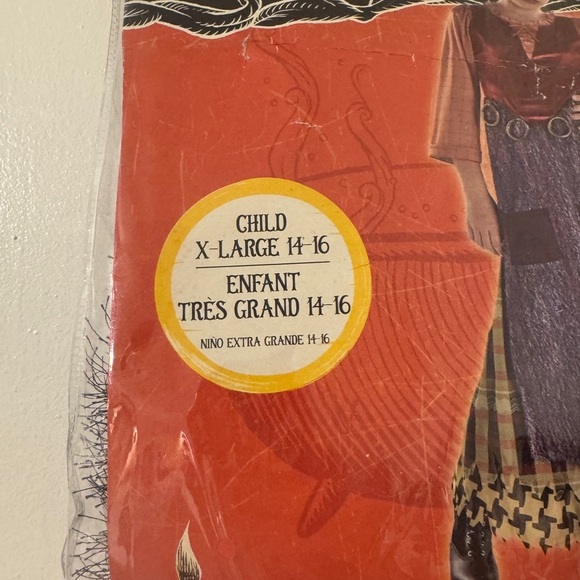 CHILD
X-LARGE 14-16
ENFANT
TRÈS GRAND 14-16
NIÑO EXTRA GRANDE 14-16